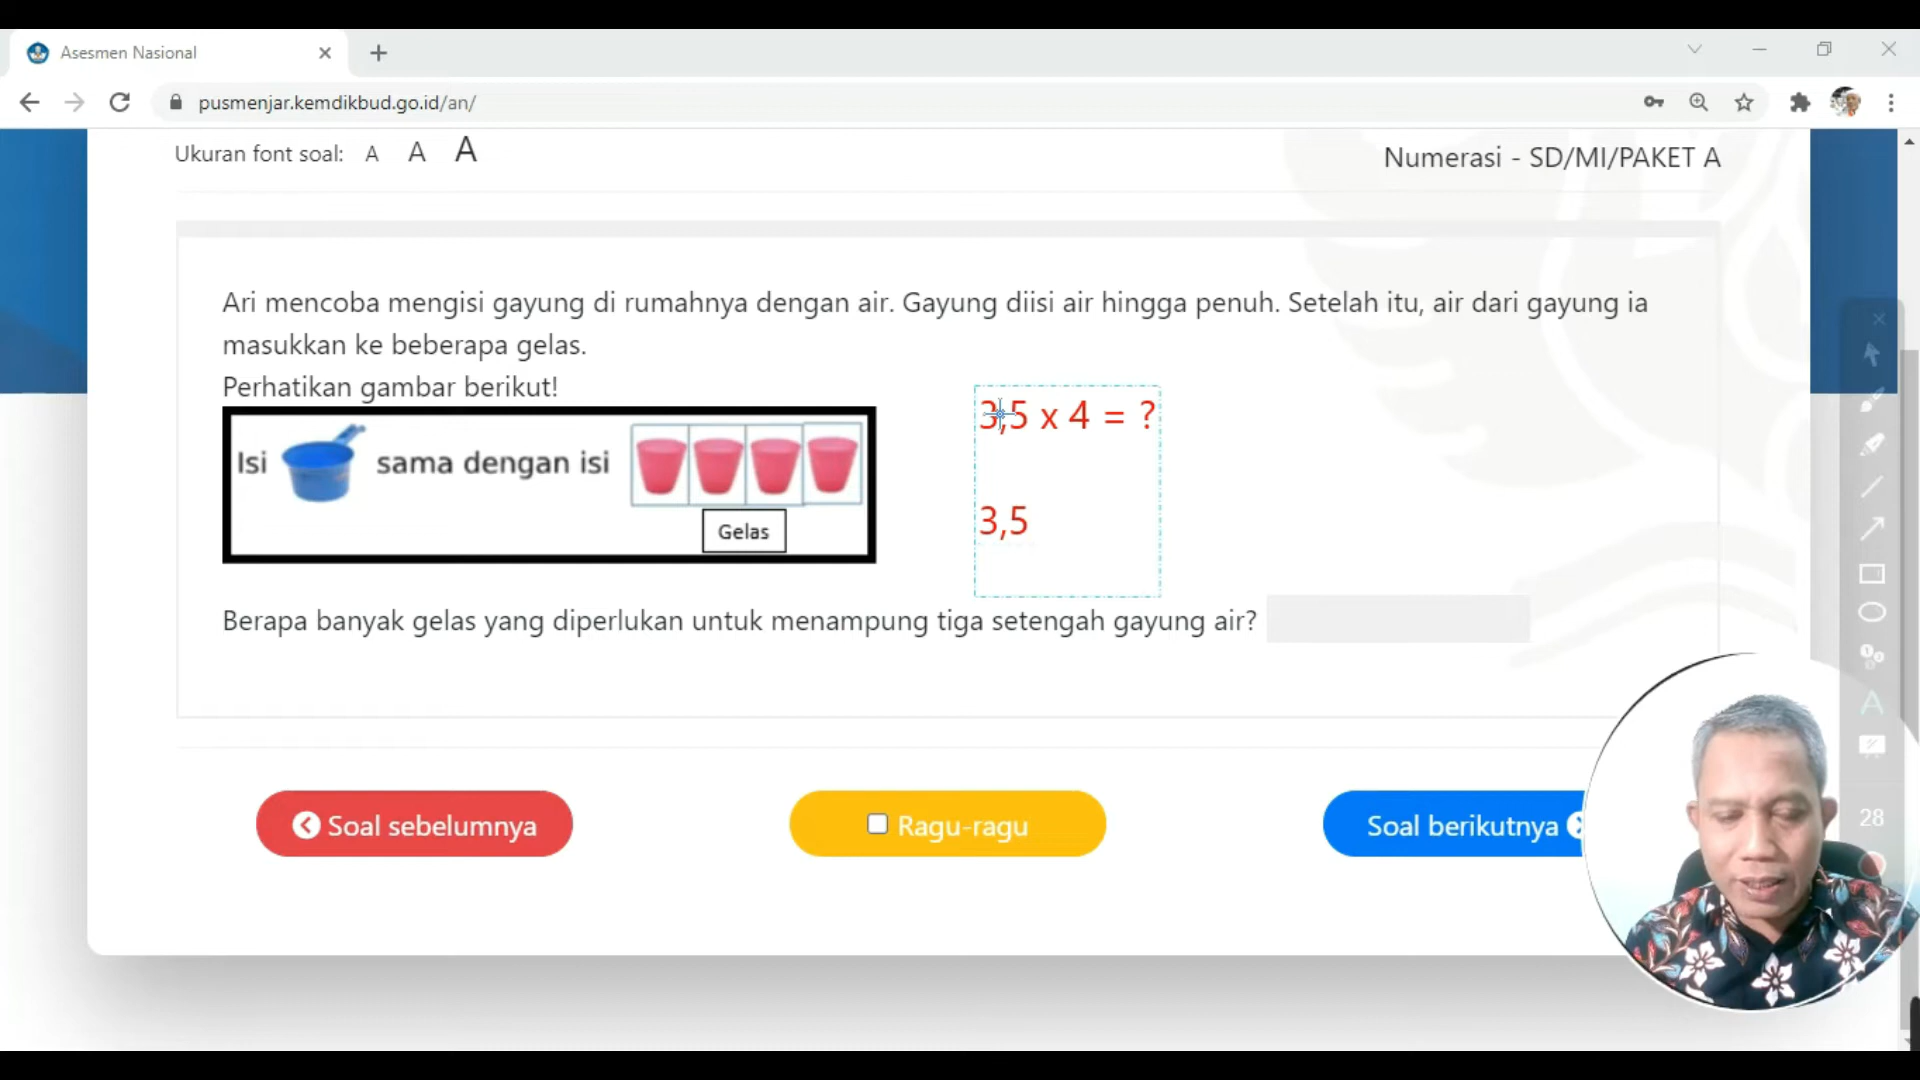 Asesmen Nasional
pusmenjar.kemdikbud.go.id/an/
Ukuran font soal: A A A
Numerasi - SD/MI/PAKET A
Ari mencoba mengisi gayung di rumahnya dengan air. Gayung diisi air hingga penuh. Setelah itu, air dari gayung ia
masukkan ke beberapa gelas.
Perhatikan gambar berikut!
Isi sama dengan isi
Gelas
3,5 x 4 = ?
3,5
Berapa banyak gelas yang diperlukan untuk menampung tiga setengah gayung air?
Soal sebelumnya
Ragu-ragu
Soal berikutnya
A
28